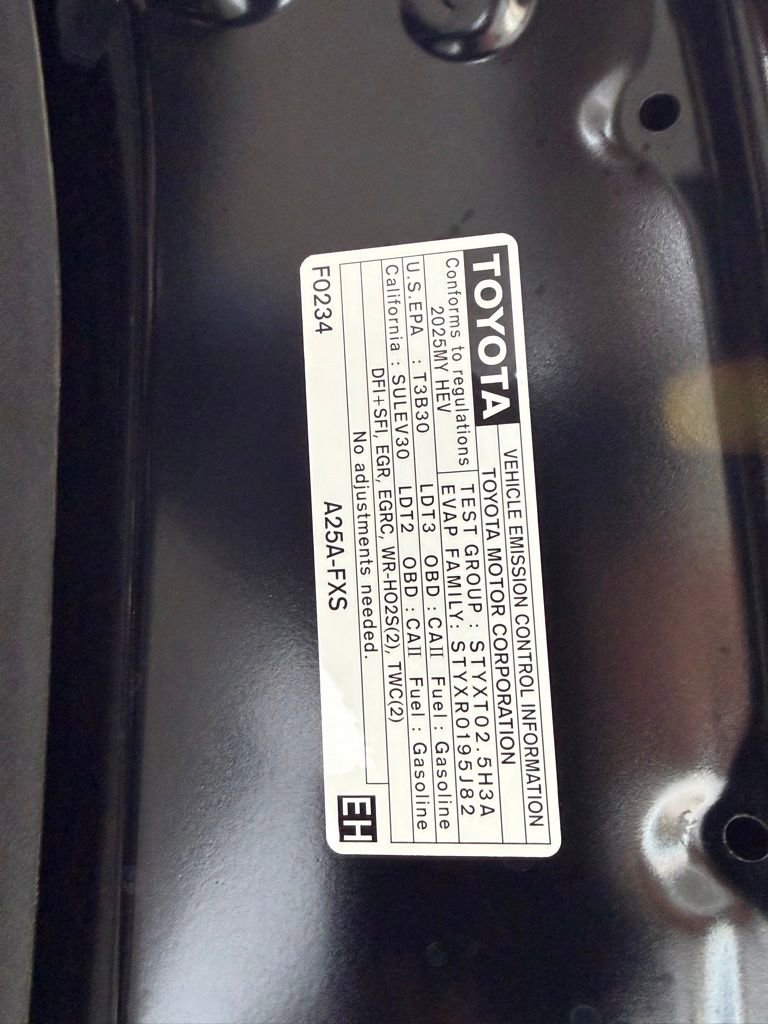 TOYOTA
VEHICLE EMISSION CONTROL INFORMATION
TOYOTA MOTOR CORPORATION
Conforms to regulations
2025MY HEV
TEST GROUP : STYXT02.5H3A
EVAP FAMILY: STYXR0195J82
U.S.EPA : T3B30 LDT3 OBD : CAII Fuel : Gasoline
California : SULEV30 LDT2 OBD : CAII Fuel : Gasoline
DFI+SFI, EGR, EGRC, WR-HO2S(2), TWC(2)
No adjustments needed.
F0234 A25A-FXS EH